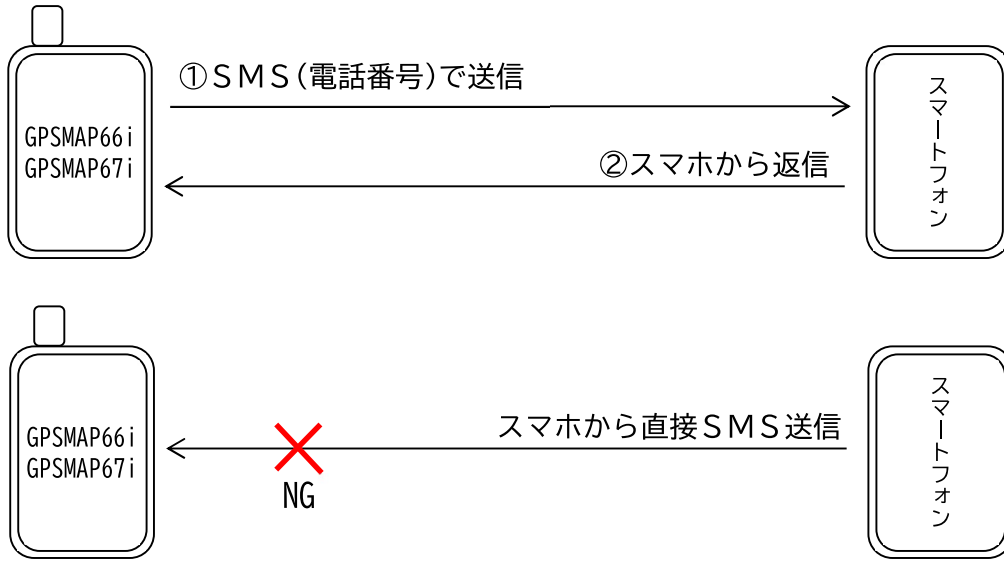 ①ＳＭＳ(電話番号)で送信
GPSMAP66i
GPSMAP67i
スマートフォン
②スマホから返信
スマホから直接ＳＭＳ送信
GPSMAP66i
GPSMAP67i
スマートフォン
NG